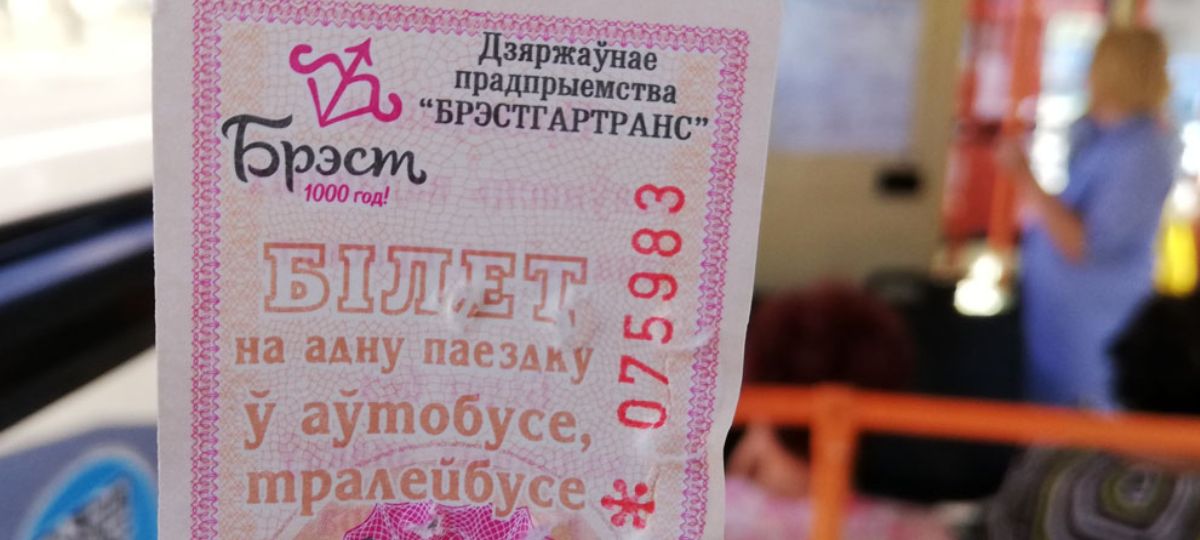 Дзяржаўнае
прадпрыемства
“БРЭСТГАРТРАНС”
Брэст
1000 год!
БІЛЕТ
на адну паездку
ў аўтобусе,
тралейбусе
* 075983